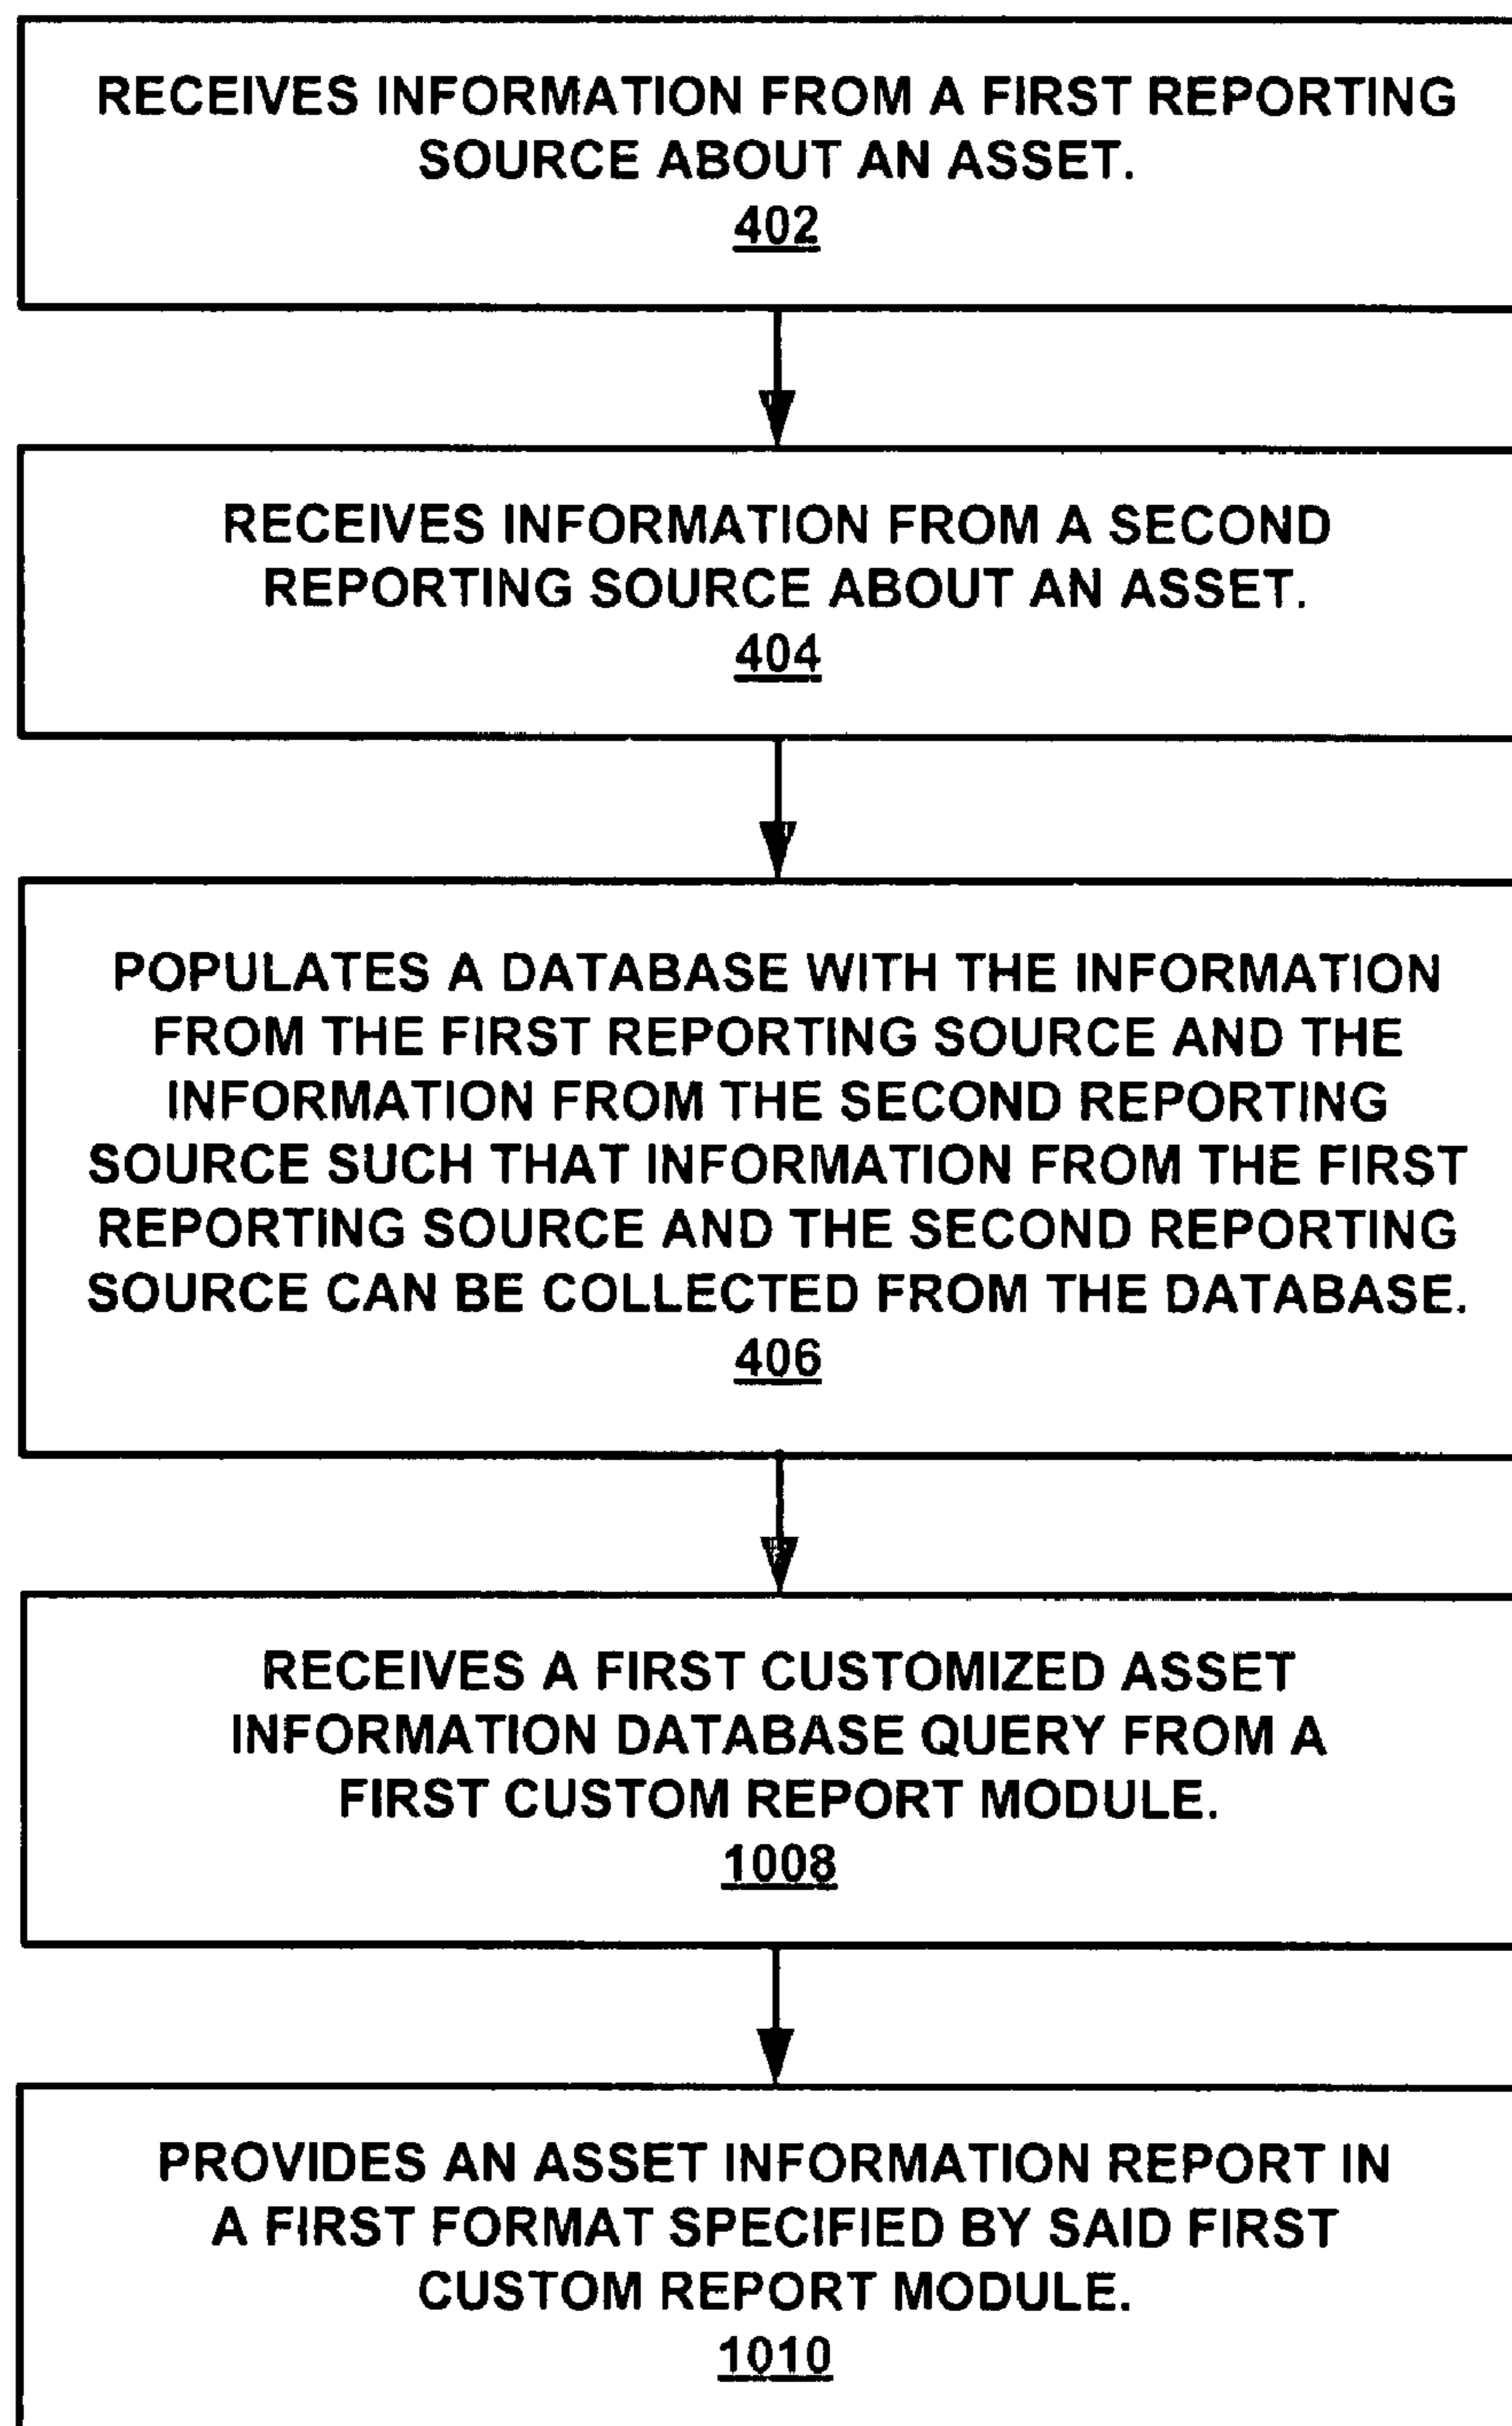 RECEIVES INFORMATION FROM A FIRST REPORTING
SOURCE ABOUT AN ASSET.
402
RECEIVES INFORMATION FROM A SECOND
REPORTING SOURCE ABOUT AN ASSET.
404
POPULATES A DATABASE WITH THE INFORMATION
FROM THE FIRST REPORTING SOURCE AND THE
INFORMATION FROM THE SECOND REPORTING
SOURCE SUCH THAT INFORMATION FROM THE FIRST
REPORTING SOURCE AND THE SECOND REPORTING
SOURCE CAN BE COLLECTED FROM THE DATABASE.
406
RECEIVES A FIRST CUSTOMIZED ASSET
INFORMATION DATABASE QUERY FROM A
FIRST CUSTOM REPORT MODULE.
1008
PROVIDES AN ASSET INFORMATION REPORT IN
A FIRST FORMAT SPECIFIED BY SAID FIRST
CUSTOM REPORT MODULE.
1010